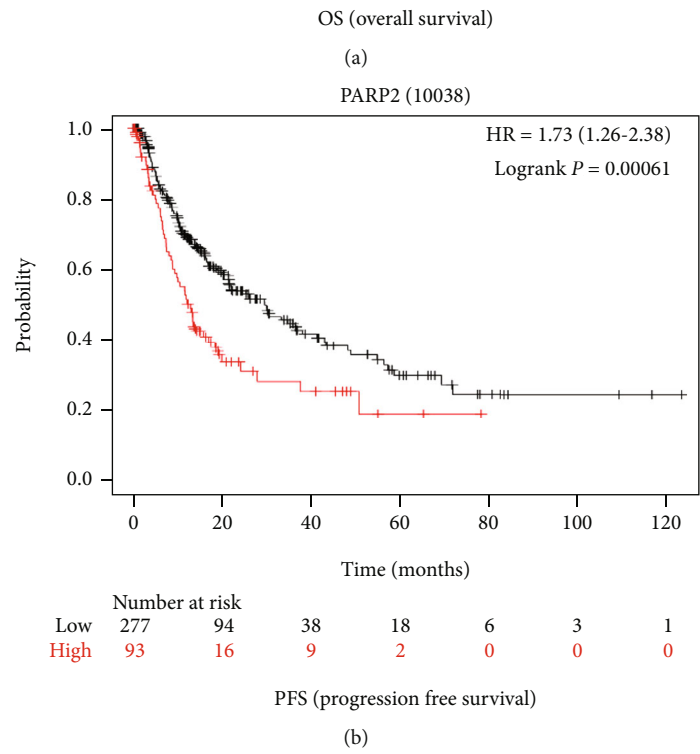 OS (overall survival)
(a)
PARP2 (10038)
HR = 1.73 (1.26-2.38)
Logrank P = 0.00061
Probability
1.0
0.8
0.6
0.4
0.2
0.0
0 20 40 60 80 100 120
Time (months)
Number at risk
Low 277 94 38 18 6 3 1
High 93 16 9 2 0 0 0
PFS (progression free survival)
(b)